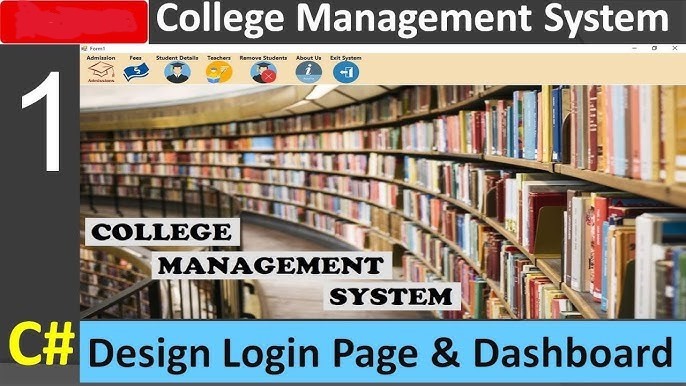 College Management System
1
Form1
Admission Fees Student Details Teachers Remove Students About Us Exit System
Admissions
COLLEGE
MANAGEMENT
SYSTEM
C# Design Login Page & Dashboard